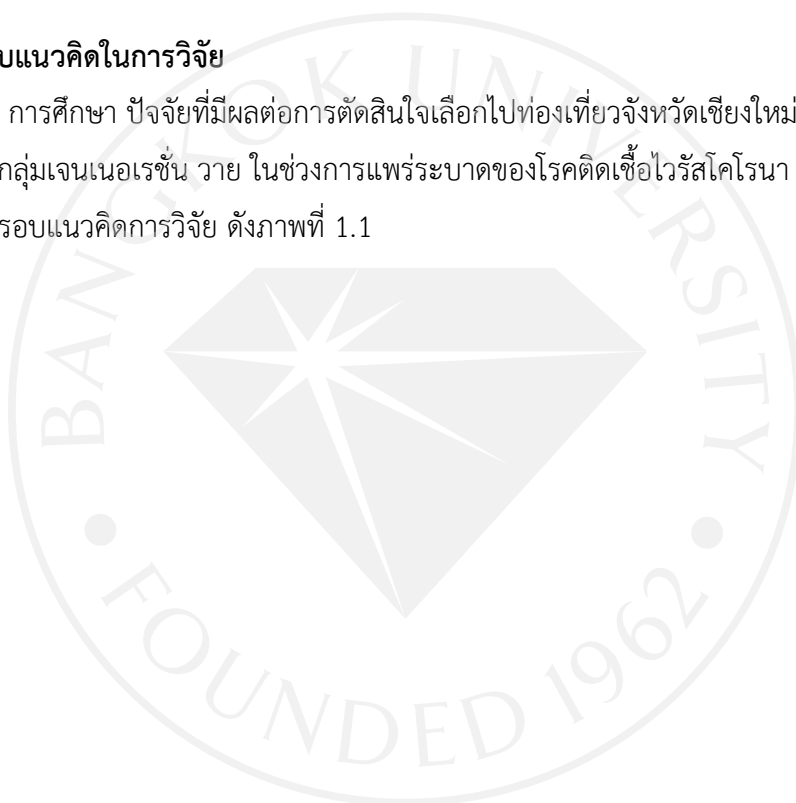 บแนวคิดในการวิจัย
การศึกษา ปัจจัยที่มีผลต่อการตัดสินใจเลือกไปท่องเที่ยวจังหวัดเชียงใหม่
กลุ่มเจนเนอเรชั่น วาย ในช่วงการแพร่ระบาดของโรคติดเชื้อไวรัสโคโรนา
รอบแนวคิดการวิจัย ดังภาพที่ 1.1
BANGKOK UNIVERSITY
FOUNDED 1962